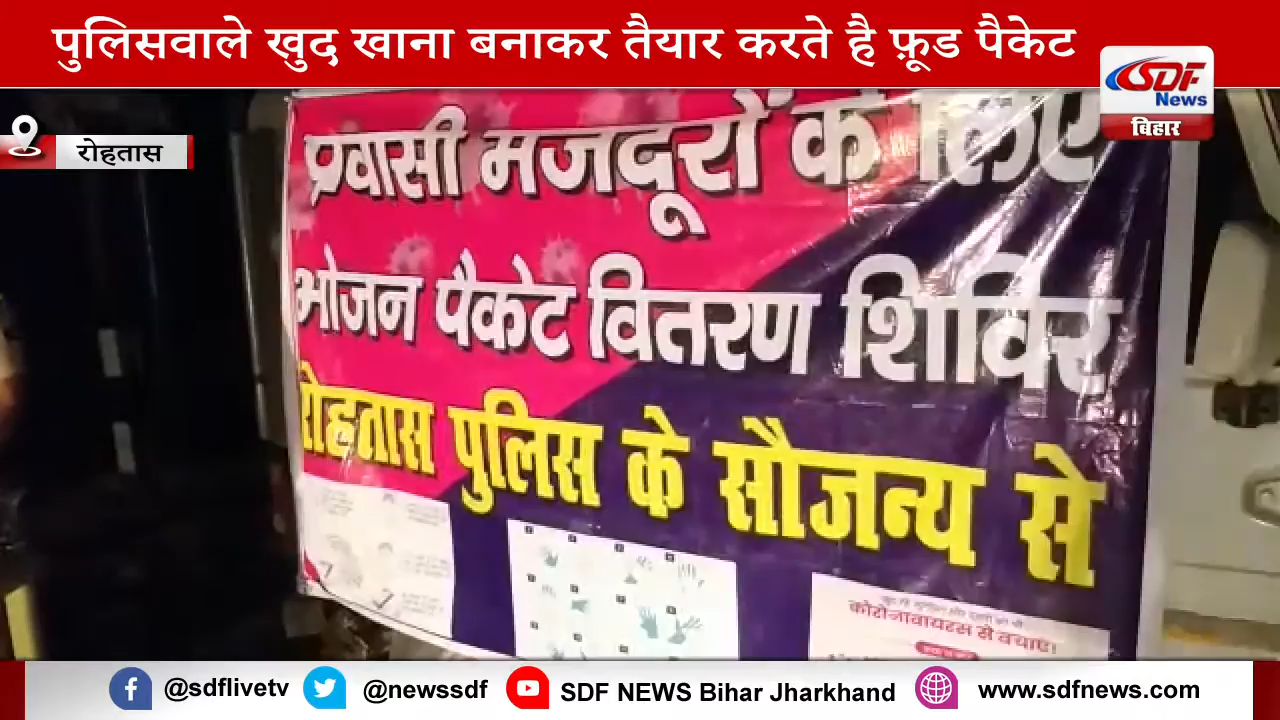 पुलिसवाले खुद खाना बनाकर तैयार करते है फ़ूड पैकेट
SDF
News
बिहार
रोहतास
प्रवासी मजदूरों के लिए
भोजन पैकेट वितरण शिविर
रोहतास पुलिस के सौजन्य से
कोरोनावायरस से बचाएं!
@sdflivetv
@newssdf
SDF NEWS Bihar Jharkhand
www.sdfnews.com